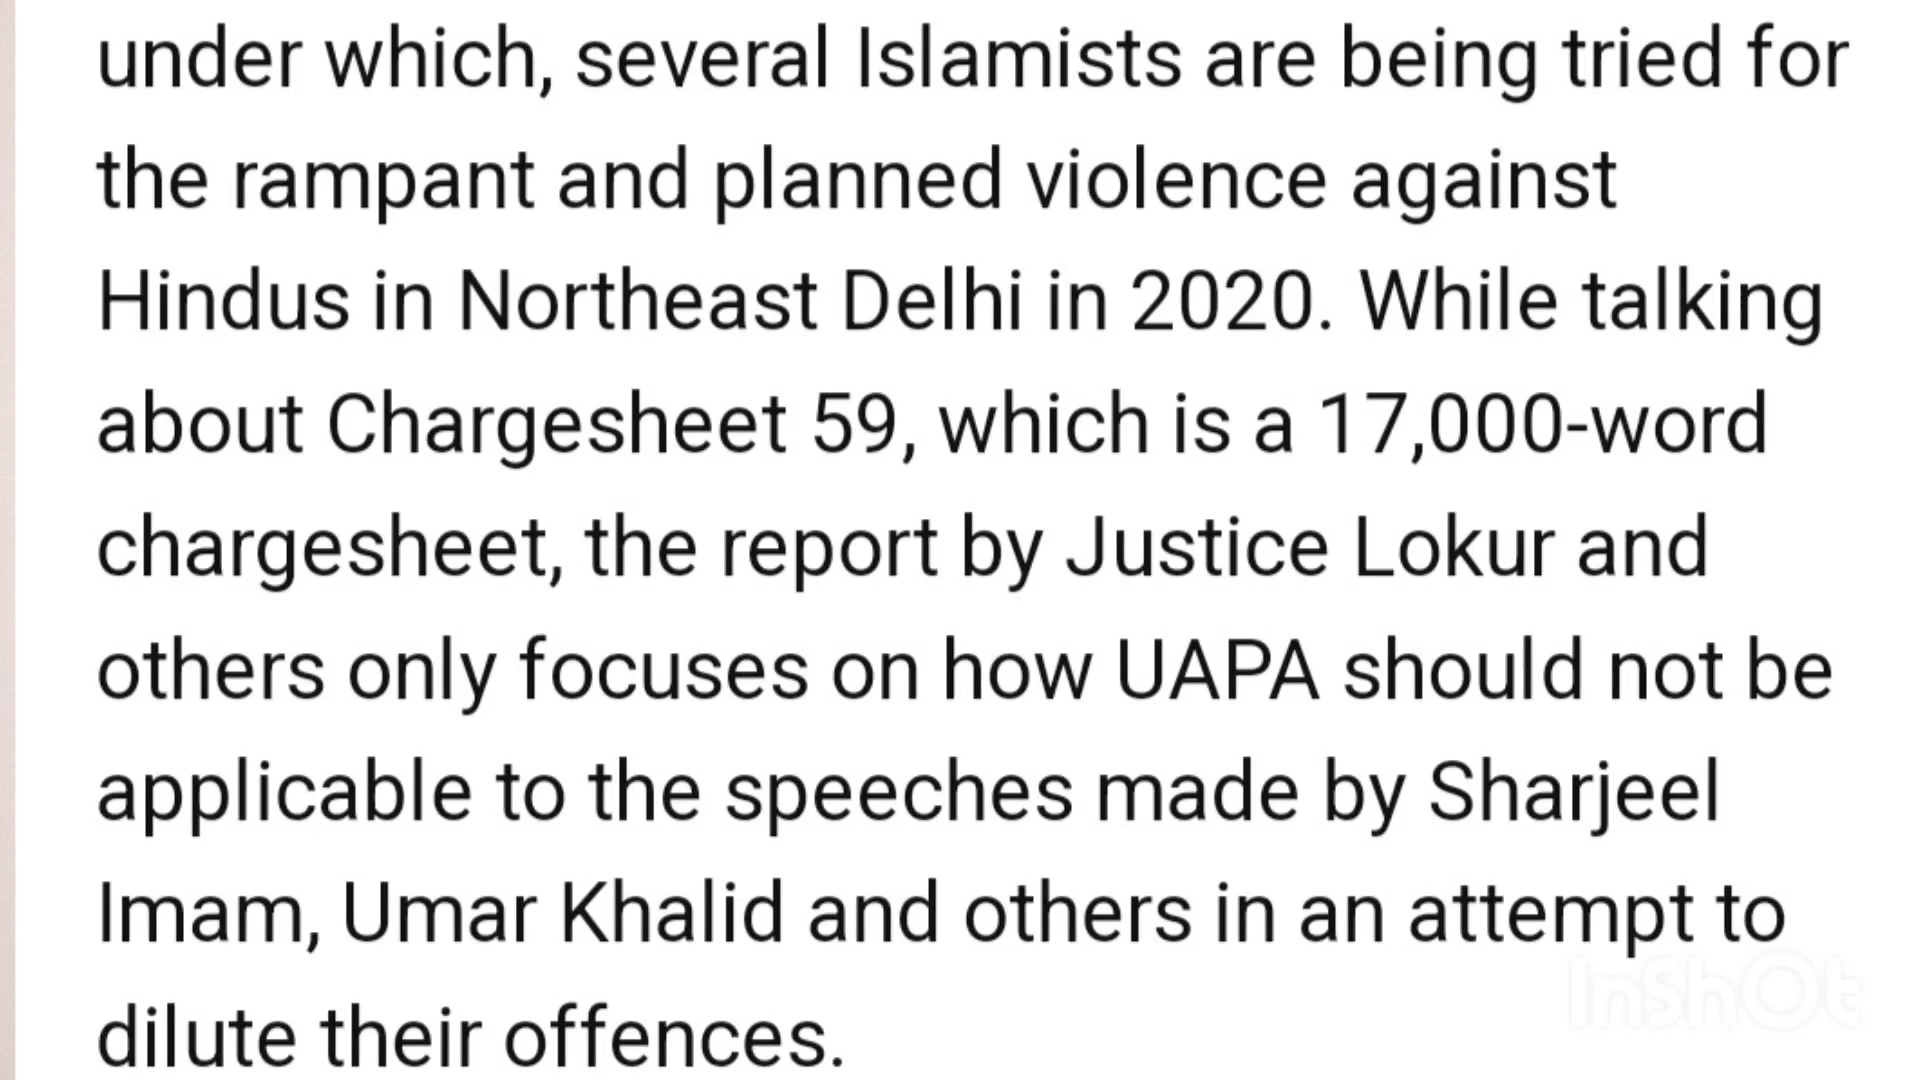 under which, several Islamists are being tried for
the rampant and planned violence against
Hindus in Northeast Delhi in 2020. While talking
about Chargesheet 59, which is a 17,000-word
chargesheet, the report by Justice Lokur and
others only focuses on how UAPA should not be
applicable to the speeches made by Sharjeel
Imam, Umar Khalid and others in an attempt to
dilute their offences.
InShOt